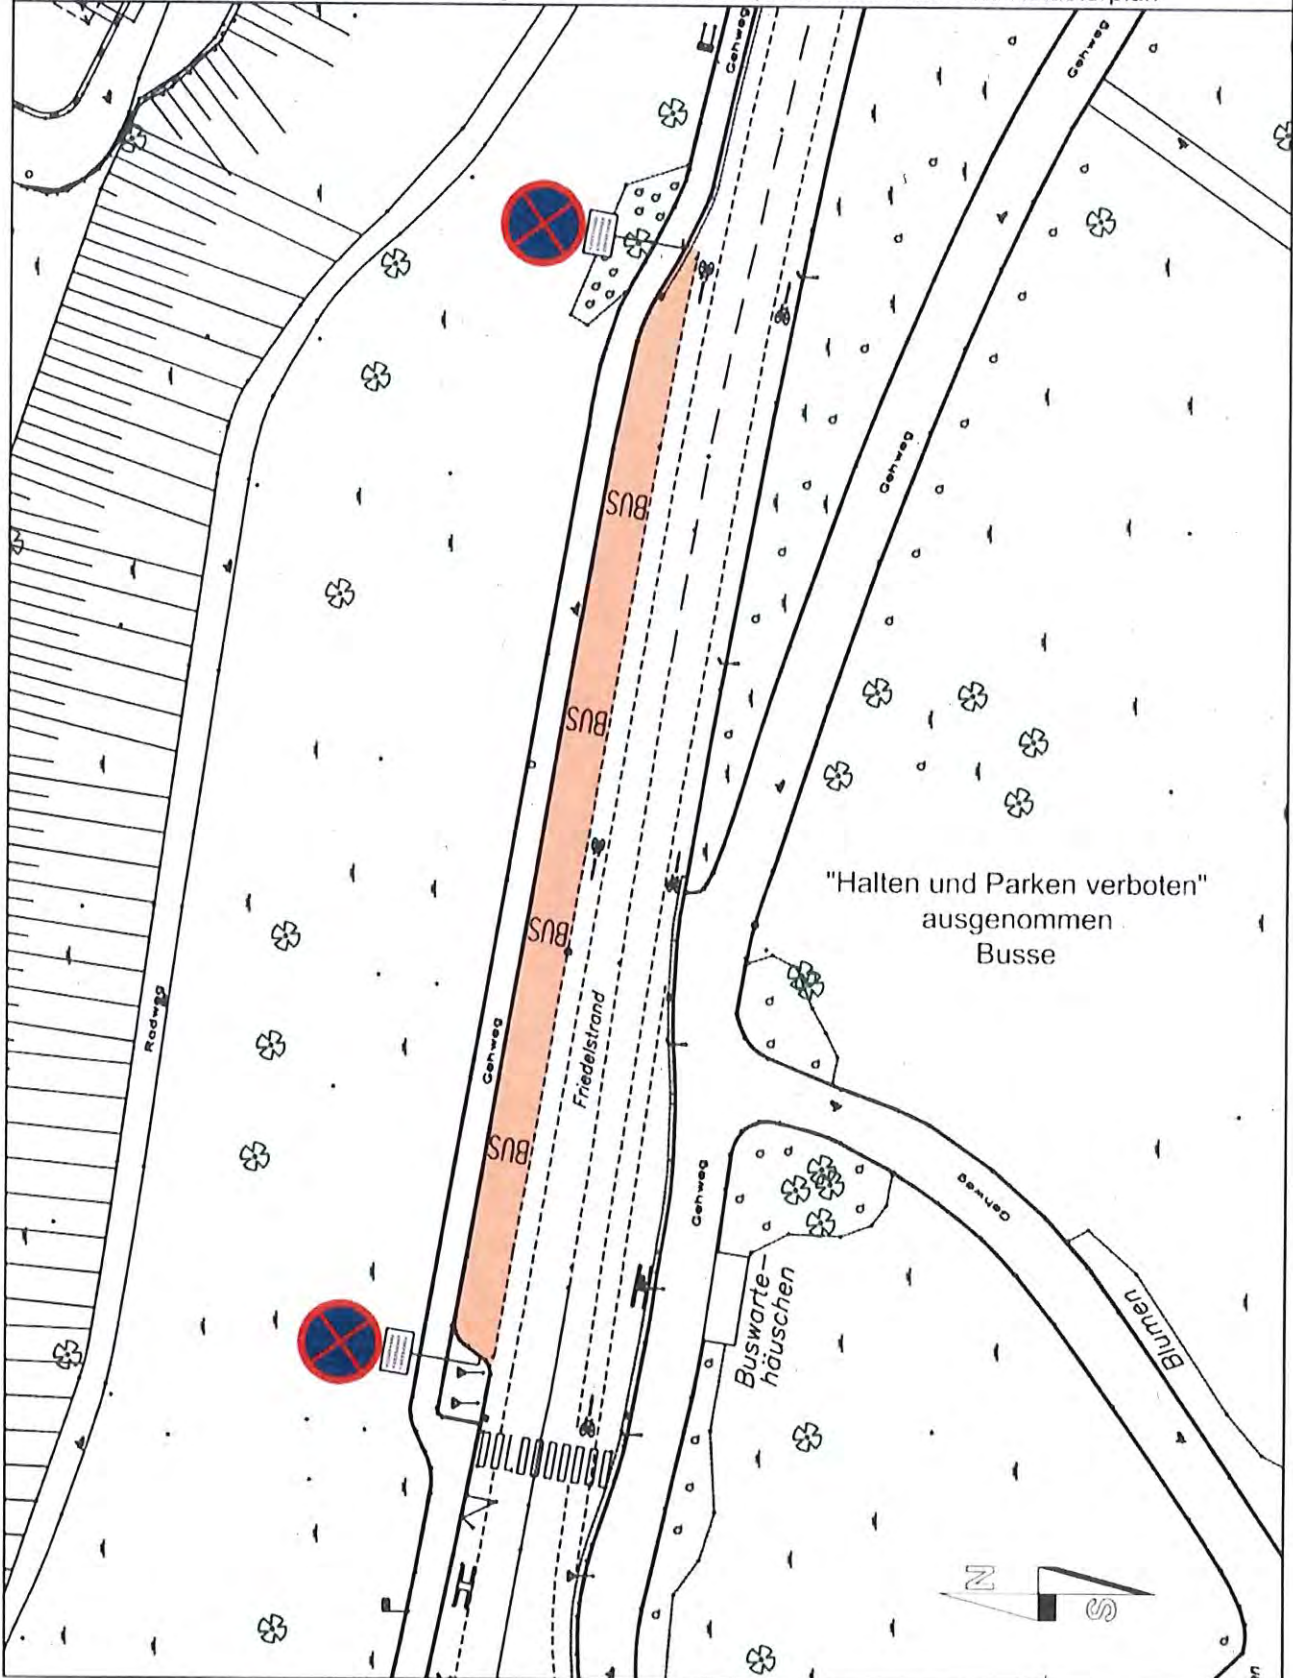 Gehweg
Gehweg
Gehweg
BUS
BUS
"Halten und Parken verboten"
ausgenommen
Busse
BUS
Radweg
Gehweg
Friedelstrand
BUS
Gehweg
Gehweg
Buswarte-
häuschen
Blumen
H
H
N
S